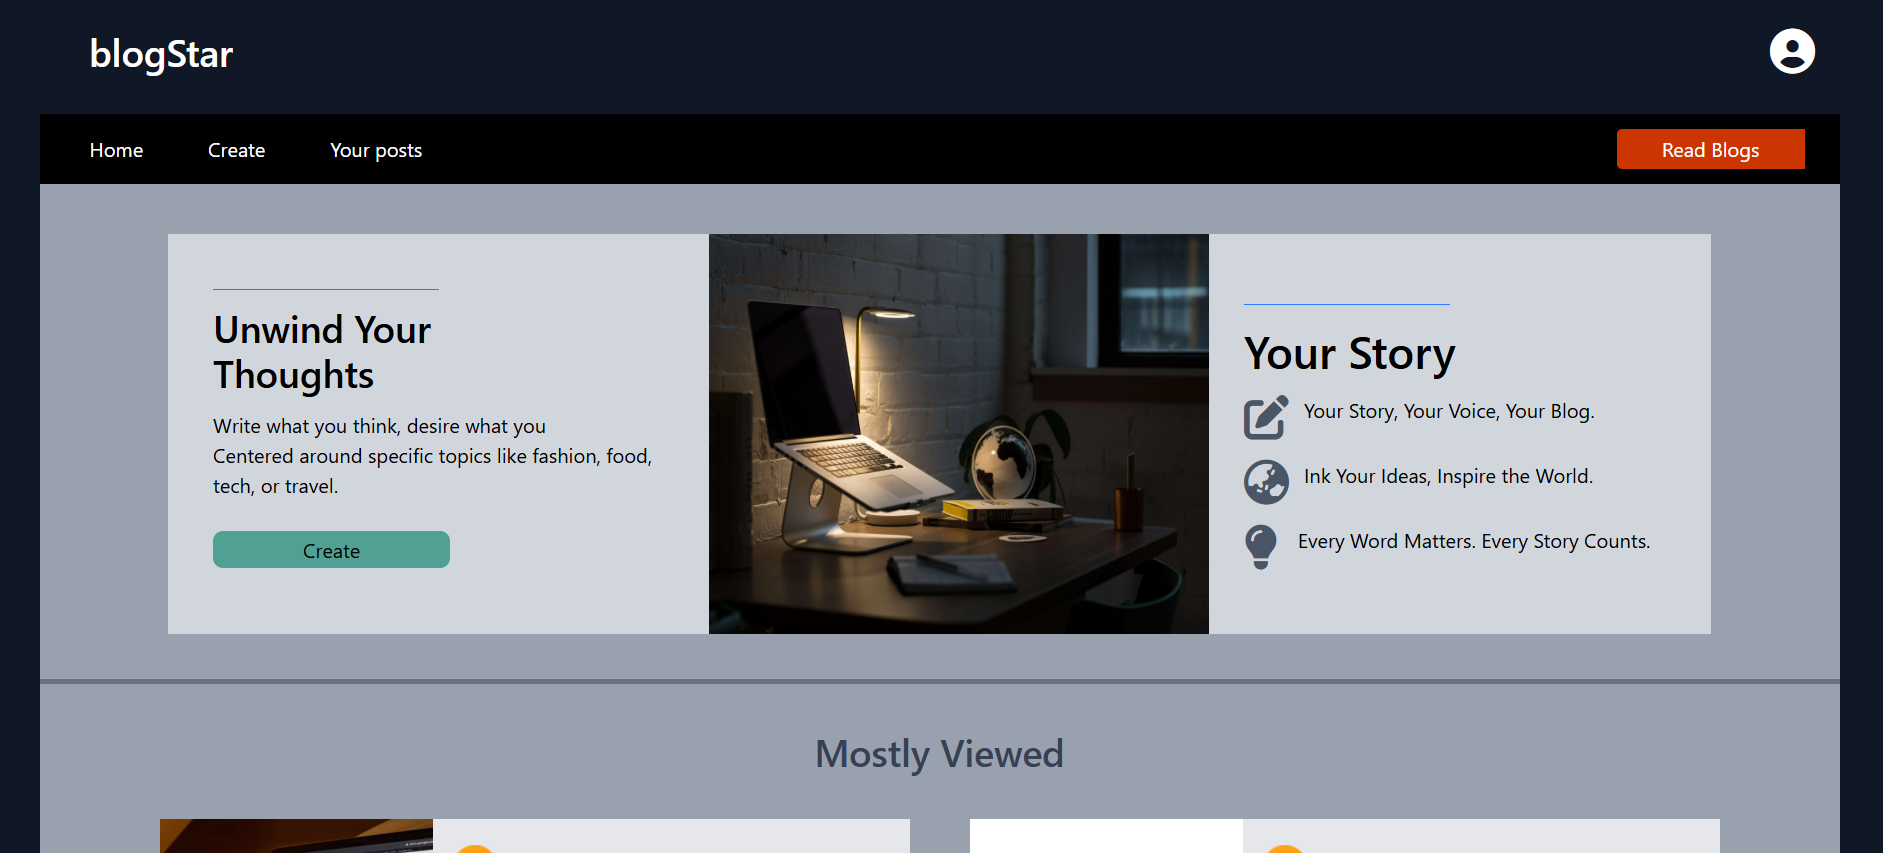 blogStar
Home
Create
Your posts
Read Blogs
Unwind Your
Thoughts
Write what you think, desire what you
Centered around specific topics like fashion, food,
tech, or travel.
Create
Your Story
Your Story, Your Voice, Your Blog.
Ink Your Ideas, Inspire the World.
Every Word Matters. Every Story Counts.
Mostly Viewed